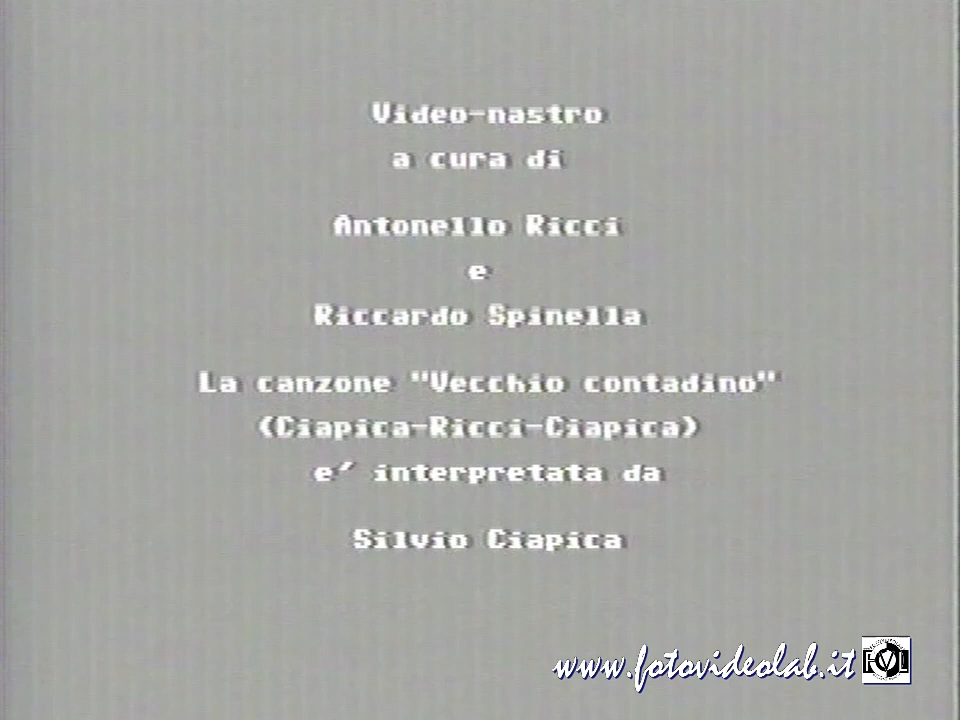 Video-nastro
a cura di
Antonello Ricci
e
Riccardo Spinella
La canzone "Vecchio contadino"
(Ciapica-Ricci-Ciapica)
e' interpretata da
Silvio Ciapica
www.fotovideolab.it
FVL